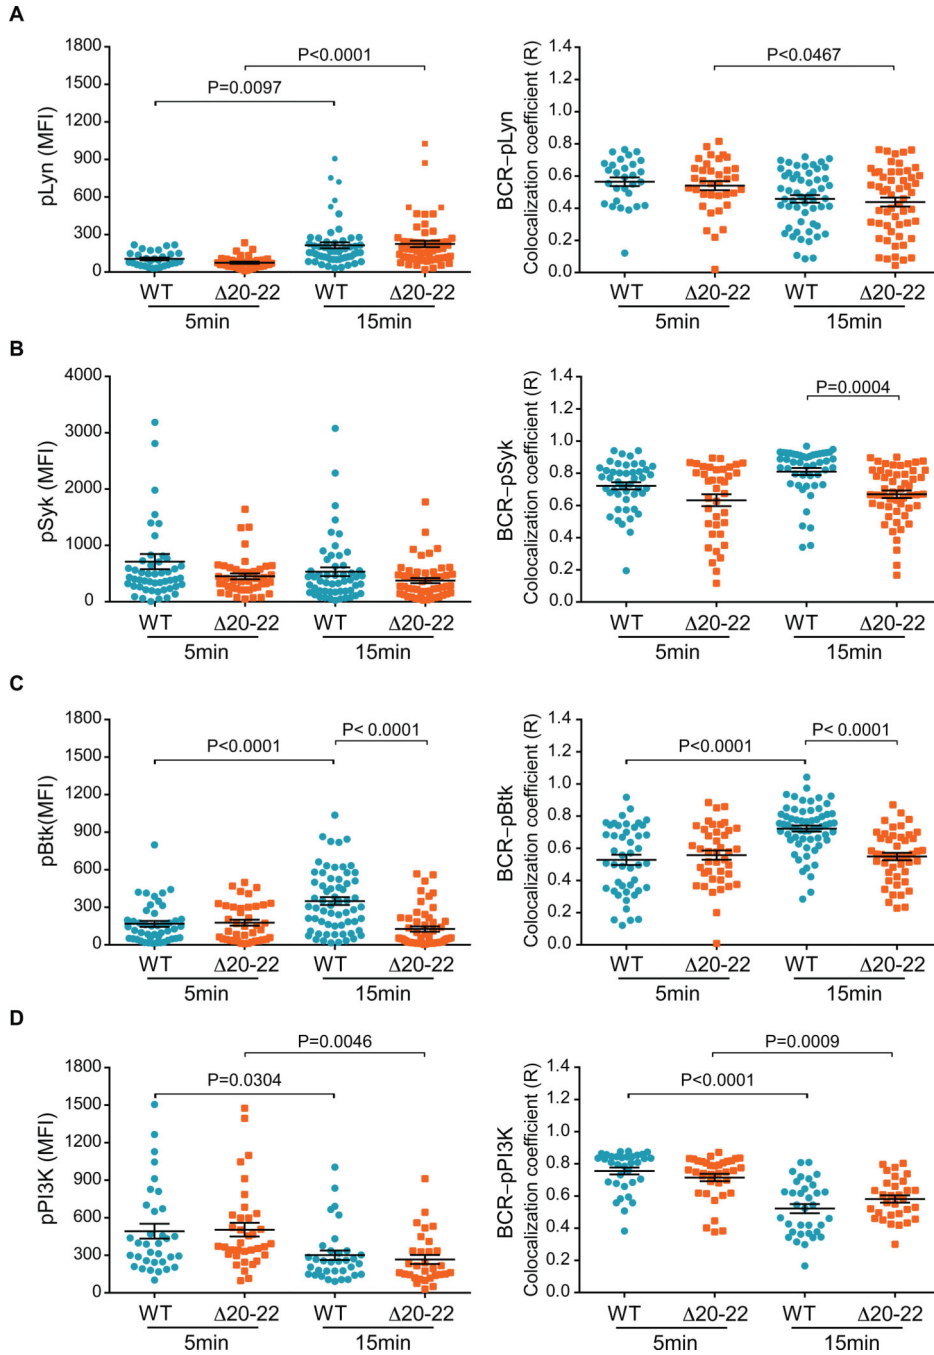 A
pLyn (MFI)
1800
1500
1200
900
600
300
0
P<0.0001
P=0.0097
WT Δ20-22 WT Δ20-22
5min 15min
BCR–pLyn
Colocalization coefficient (R)
1.4
1.2
1.0
0.8
0.6
0.4
0.2
0.0
P<0.0467
WT Δ20-22 WT Δ20-22
5min 15min
B
pSyk (MFI)
4000
3000
2000
1000
0
WT Δ20-22 WT Δ20-22
5min 15min
BCR–pSyk
Colocalization coefficient (R)
1.4
1.2
1.0
0.8
0.6
0.4
0.2
0.0
P=0.0004
WT Δ20-22 WT Δ20-22
5min 15min
C
pBtk(MFI)
1800
1500
1200
900
600
300
0
P<0.0001
P< 0.0001
WT Δ20-22 WT Δ20-22
5min 15min
BCR–pBtk
Colocalization coefficient (R)
1.4
1.2
1.0
0.8
0.6
0.4
0.2
0.0
P<0.0001
P< <0.0001
WT Δ20-22 WT Δ20-22
5min 15min
D
pPI3K (MFI)
1800
1500
1200
900
600
300
0
P=0.0046
P=0.0304
WT Δ20-22 WT Δ20-22
5min 15min
BCR–pPI3K
Colocalization coefficient (R)
1.4
1.2
1.0
0.8
0.6
0.4
0.2
0.0
P=0.0009
P<0.0001
WT Δ20-22 WT Δ20-22
5min 15min